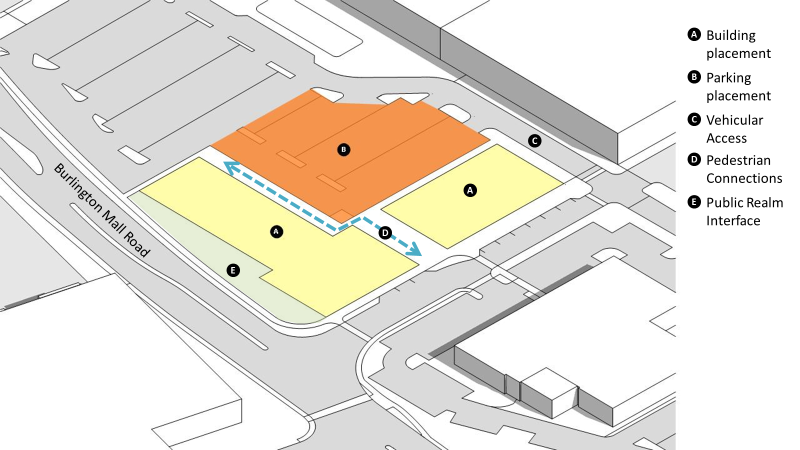 A Building
placement
B Parking
placement
C Vehicular
Access
D Pedestrian
Connections
E Public Realm
Interface
B
C
A
A
D
E
Burlington Mall Road